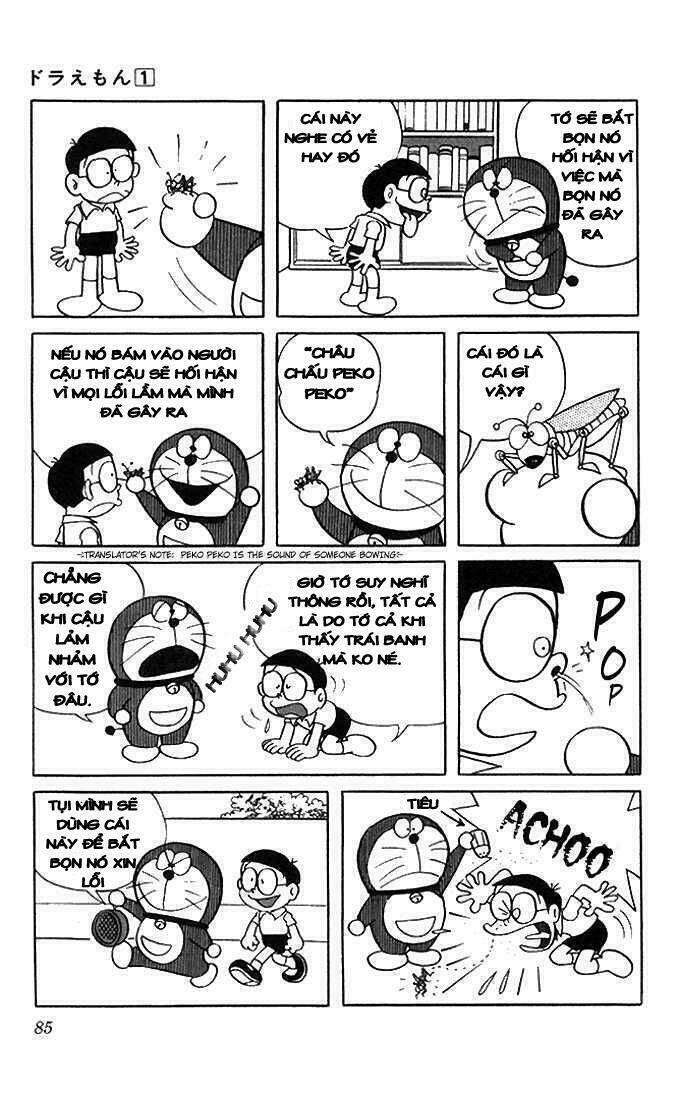 ドラえもん1
CÁI NÀY
NGHE CÓ VẺ
HAY ĐÓ
TỚ SẼ BẮT
BỌN NÓ
HỐI HẬN VÌ
VIỆC MÀ
BỌN NÓ
ĐÃ GÂY
RA
NẾU NÓ BÁM VÀO NGƯỜI
CẬU THÌ CẬU SẼ HỐI HẬN
VÌ MỌI LỖI LẦM MÀ MÌNH
ĐÃ GÂY RA
"CHÂU
CHẤU PEKO
PEKO"
CÁI ĐÓ LÀ
CÁI GÌ
VẬY?
-:TRANSLATOR'S NOTE: PEKO PEKO IS THE SOUND OF SOMEONE BOWING:-
CHẲNG
ĐƯỢC GÌ
KHI CẬU
LẢM
NHẢM
VỚI TỚ
ĐÂU.
HUHU HUHU
GIỜ TỚ SUY NGHĨ
THÔNG RỒI, TẤT CẢ
LÀ DO TỚ CẢ KHI
THẤY TRÁI BANH
MÀ KO NÉ.
POP
TỤI MÌNH SẼ
DÙNG CÁI
NÀY ĐỂ BẮT
BỌN NÓ XIN
LỖI
TIÊU
ACHOO
85